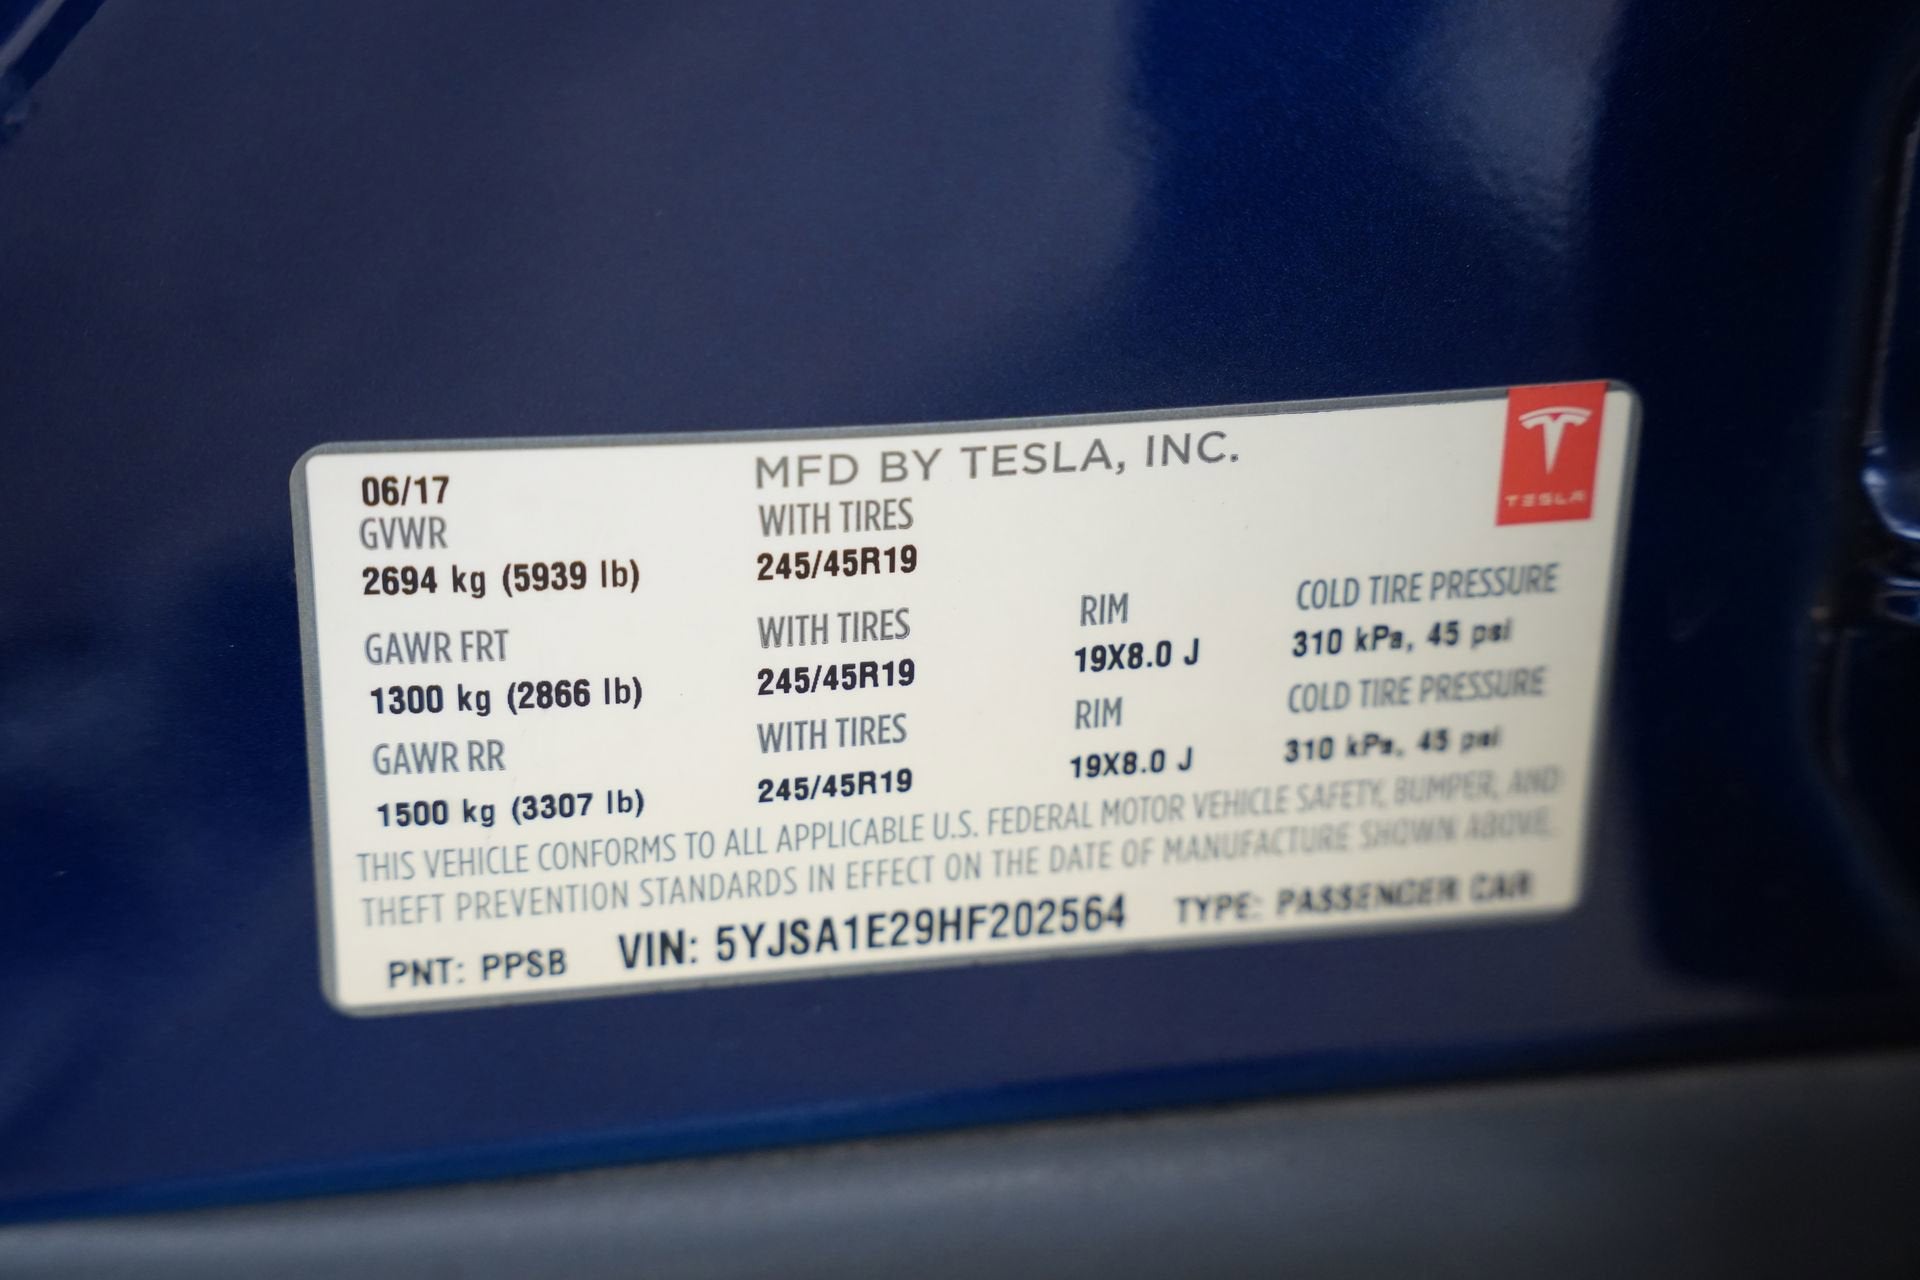 06/17 MFD BY TESLA, INC.
GVWR WITH TIRES
2694 kg (5939 lb) 245/45R19
TESLA
GAWR FRT WITH TIRES RIM COLD TIRE PRESSURE
1300 kg (2866 lb) 245/45R19 19X8.0 J 310 kPa, 45 psi
GAWR RR WITH TIRES RIM COLD TIRE PRESSURE
1500 kg (3307 lb) 245/45R19 19X8.0 J 310 kPa, 45 psi
THIS VEHICLE CONFORMS TO ALL APPLICABLE U.S. FEDERAL MOTOR VEHICLE SAFETY, BUMPER, AND
THEFT PREVENTION STANDARDS IN EFFECT ON THE DATE OF MANUFACTURE SHOWN ABOVE.
PNT: PPSB VIN: 5YJSA1E29HF202564 TYPE: PASSENGER CAR